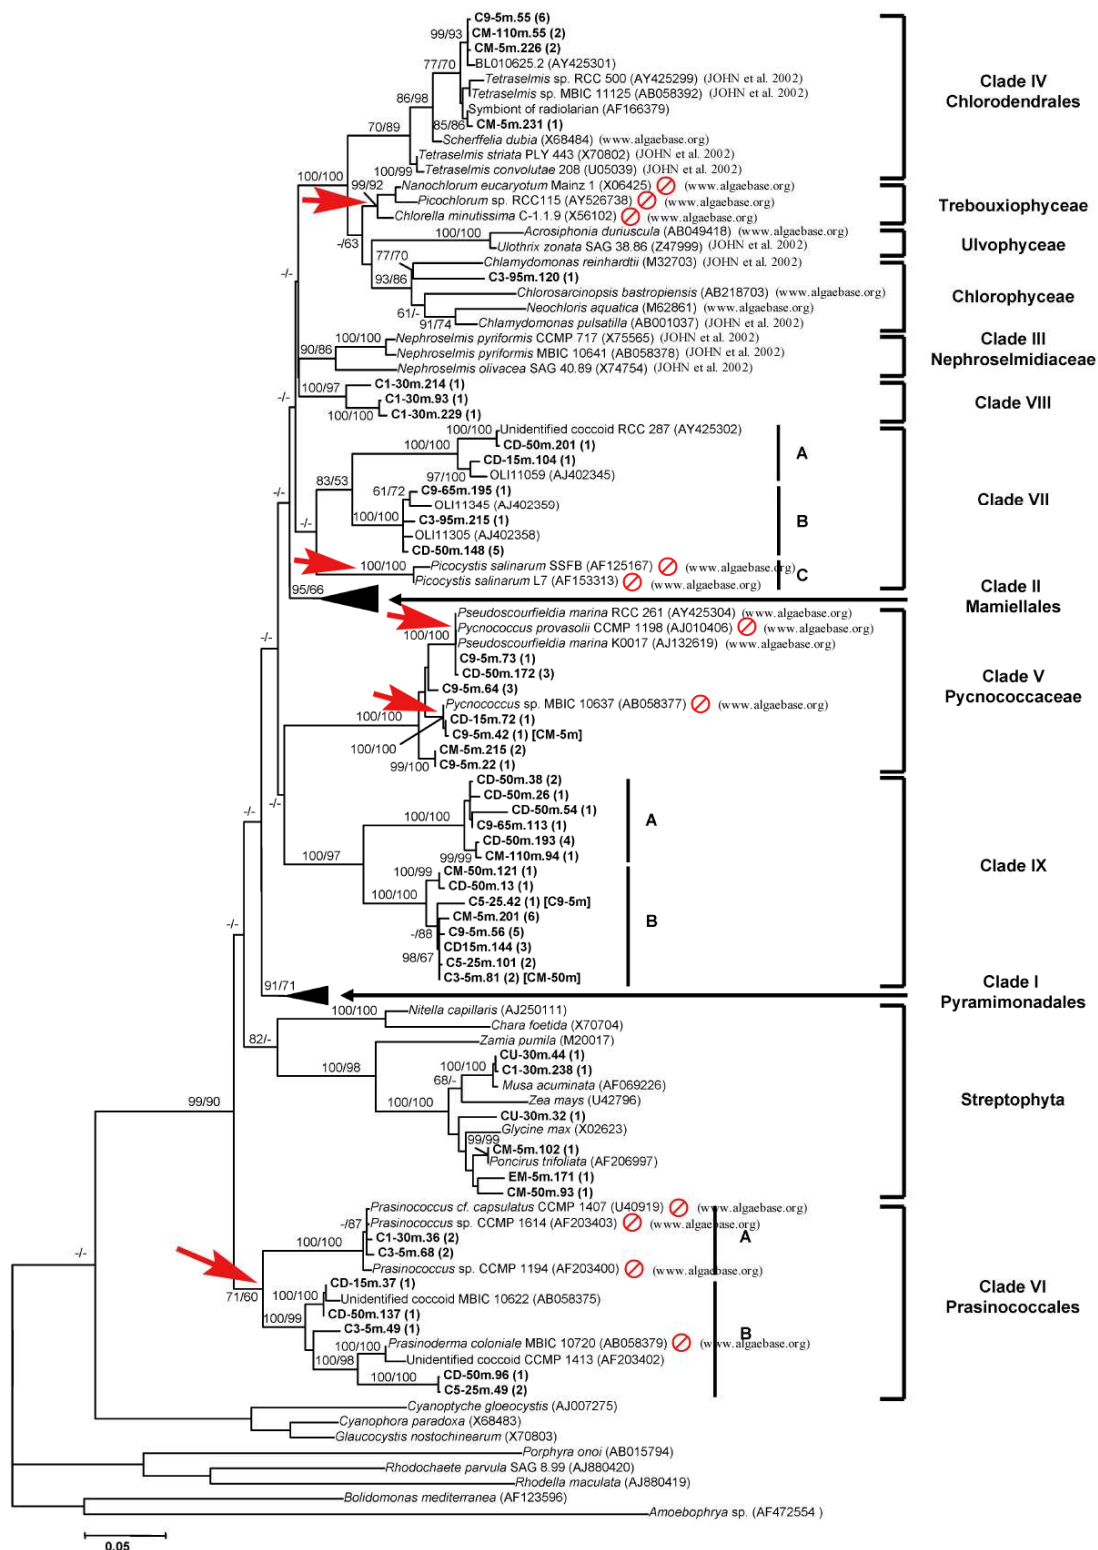 C9-5m.55 (6)
99/93
CM-110m.55 (2)
CM-5m.226 (2)
77/70
BL010625.2 (AY425301)
Clade IV
Chlorodendrales
Tetraselmis sp. RCC 500 (AY425299) (JOHN et al. 2002)
Tetraselmis sp. MBIC 11125 (AB058392) (JOHN et al. 2002)
86/98
Symbiont of radiolarian (AF166379)
85/86
CM-5m.231 (1)
70/89
Scherffelia dubia (X68484) (www.algaebase.org)
Tetraselmis striata PLY 443 (X70802) (JOHN et al. 2002)
100/99
Tetraselmis convolutae 208 (U05039) (JOHN et al. 2002)
100/100
99/92
Nanochlorum eucaryotum Mainz 1 (X06425) (www.algaebase.org)
Picochlorum sp. RCC115 (AY526738) (www.algaebase.org)
Trebouxiophyceae
Chlorella minutissima C-1.1.9 (X56102) (www.algaebase.org)
-/63
100/100
Acrosiphonia duriuscula (AB049418) (www.algaebase.org)
Ulvophyceae
Ulothrix zonata SAG 38.86 (Z47999) (JOHN et al. 2002)
77/70
Chlamydomonas reinhardtii (M32703) (JOHN et al. 2002)
-/-
93/86
C3-95m.120 (1)
Chlorosarcinopsis bastropiensis (AB218703) (www.algaebase.org)
Chlorophyceae
61/-
Neochloris aquatica (M62861) (www.algaebase.org)
91/74
Chlamydomonas pulsatilla (AB001037) (JOHN et al. 2002)
100/100
Nephroselmis pyriformis CCMP 717 (X75565) (JOHN et al. 2002)
Clade III
Nephroselmidiaceae
90/86
Nephroselmis pyriformis MBIC 10641 (AB058378) (JOHN et al. 2002)
Nephroselmis olivacea SAG 40.89 (X74754) (JOHN et al. 2002)
-/-
100/97
C1-30m.214 (1)
C1-30m.93 (1)
Clade VIII
100/100
C1-30m.229 (1)
100/100
Unidentified coccoid RCC 287 (AY425302)
100/100
CD-50m.201 (1)
A
CD-15m.104 (1)
97/100
OLI11059 (AJ402345)
83/53
-/-
61/72
C9-65m.195 (1)
Clade VII
OLI11345 (AJ402359)
100/100
C3-95m.215 (1)
B
-/-
OLI11305 (AJ402358)
CD-50m.148 (5)
100/100
Picocystis salinarum SSFB (AF125167) (www.algaebase.org)
C
Picocystis salinarum L7 (AF153313) (www.algaebase.org)
95/66
Clade II
Mamiellales
Pseudoscourfieldia marina RCC 261 (AY425304) (www.algaebase.org)
Pycnococcus provasolii CCMP 1198 (AJ010406) (www.algaebase.org)
100/100
Pseudoscourfieldia marina K0017 (AJ132619) (www.algaebase.org)
-/-
C9-5m.73 (1)
CD-50m.172 (3)
Clade V
Pycnococcaceae
C9-5m.64 (3)
Pycnococcus sp. MBIC 10637 (AB058377) (www.algaebase.org)
100/100
CD-15m.72 (1)
C9-5m.42 (1) [CM-5m]
100/100
CM-5m.215 (2)
99/100
C9-5m.22 (1)
CD-50m.38 (2)
CD-50m.26 (1)
-/-
-/-
CD-50m.54 (1)
100/100
C9-65m.113 (1)
A
CD-50m.193 (4)
99/99
CM-110m.94 (1)
100/97
100/99
CM-50m.121 (1)
Clade IX
CD-50m.13 (1)
100/100
C5-25.42 (1) [C9-5m]
CM-5m.201 (6)
B
-/-
-/88
C9-5m.56 (5)
CD15m.144 (3)
98/67
C5-25m.101 (2)
C3-5m.81 (2) [CM-50m]
91/71
Clade I
Pyramimonadales
100/100
Nitella capillaris (AJ250111)
Chara foetida (X70704)
82/-
Zamia pumila (M20017)
CU-30m.44 (1)
100/98
100/100
C1-30m.238 (1)
68/-
Musa acuminata (AF069226)
100/100
Zea mays (U42796)
Streptophyta
99/90
CU-30m.32 (1)
Glycine max (X02623)
99/99
CM-5m.102 (1)
Poncirus trifoliata (AF206997)
EM-5m.171 (1)
CM-50m.93 (1)
Prasinococcus cf. capsulatus CCMP 1407 (U40919) (www.algaebase.org)
-/87
Prasinococcus sp. CCMP 1614 (AF203403) (www.algaebase.org)
100/100
C1-30m.36 (2)
A
-/-
C3-5m.68 (2)
Prasinococcus sp. CCMP 1194 (AF203400) (www.algaebase.org)
71/60
100/100
CD-15m.37 (1)
Clade VI
Prasinococcales
Unidentified coccoid MBIC 10622 (AB058375)
100/99
CD-50m.137 (1)
C3-5m.49 (1)
B
100/100
Prasinoderma coloniale MBIC 10720 (AB058379) (www.algaebase.org)
100/98
Unidentified coccoid CCMP 1413 (AF203402)
100/100
CD-50m.96 (1)
C5-25m.49 (2)
Cyanoptyche gloeocystis (AJ007275)
Cyanophora paradoxa (X68483)
Glaucocystis nostochinearum (X70803)
Porphyra onoi (AB015794)
Rhodochaete parvula SAG 8.99 (AJ880420)
Rhodella maculata (AJ880419)
Bolidomonas mediterranea (AF123596)
Amoebophrya sp. (AF472554 )
0.05